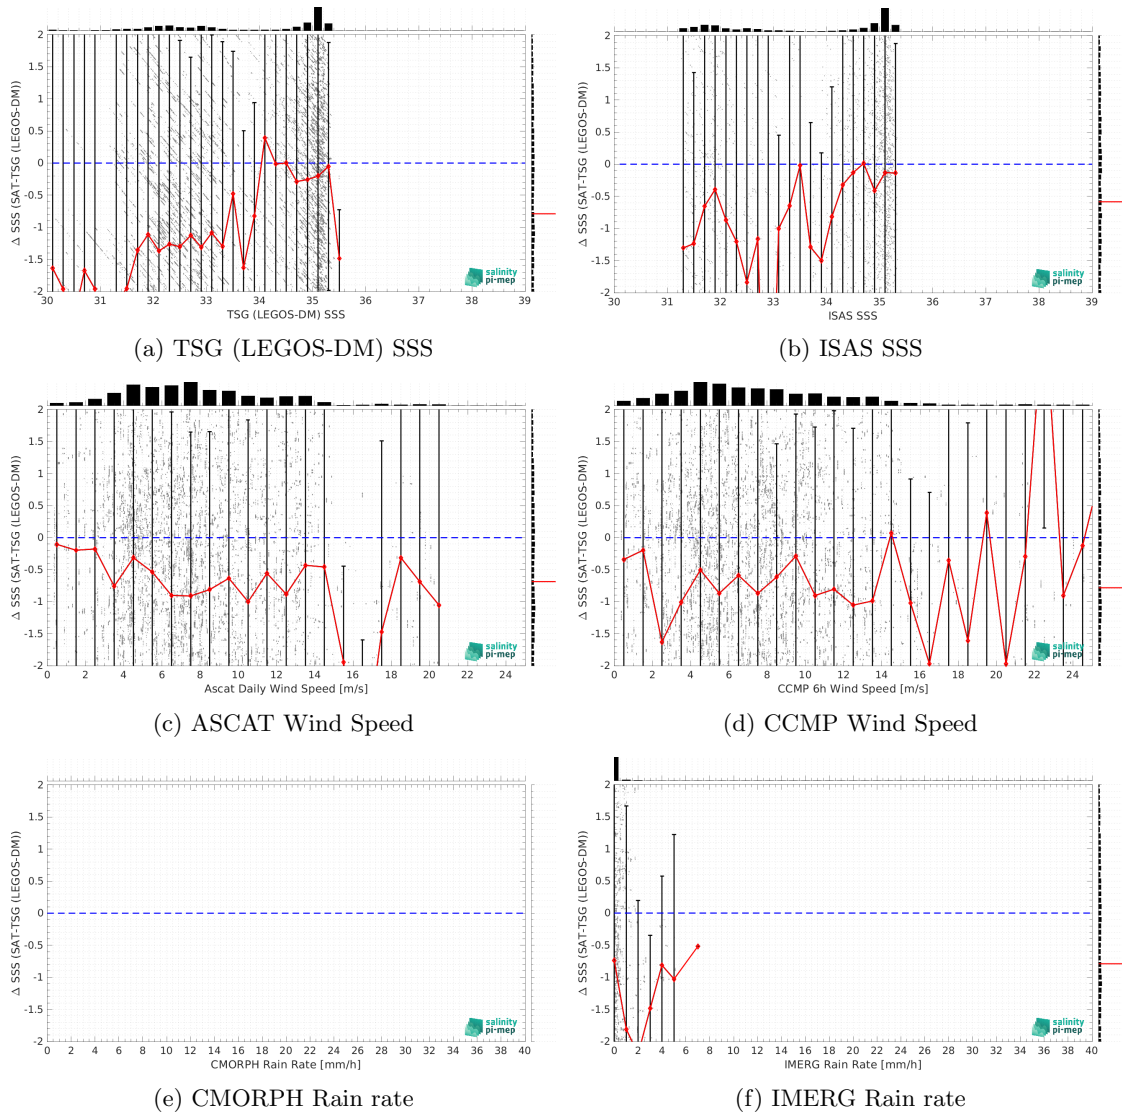 2
1.5
1
0.5
0
-0.5
-1
-1.5
-2
Δ SSS (SAT-TSG (LEGOS-DM))
30 31 32 33 34 35 36 37 38 39
TSG (LEGOS-DM) SSS
salinity
pi-mep
(a) TSG (LEGOS-DM) SSS
2
1.5
1
0.5
0
-0.5
-1
-1.5
-2
Δ SSS (SAT-TSG (LEGOS-DM))
30 31 32 33 34 35 36 37 38 39
ISAS SSS
salinity
pi-mep
(b) ISAS SSS
2
1.5
1
0.5
0
-0.5
-1
-1.5
-2
Δ SSS (SAT-TSG (LEGOS-DM))
0 2 4 6 8 10 12 14 16 18 20 22 24
Ascat Daily Wind Speed [m/s]
salinity
pi-mep
(c) ASCAT Wind Speed
2
1.5
1
0.5
0
-0.5
-1
-1.5
-2
Δ SSS (SAT-TSG (LEGOS-DM))
0 2 4 6 8 10 12 14 16 18 20 22 24
CCMP 6h Wind Speed [m/s]
salinity
pi-mep
(d) CCMP Wind Speed
2
1.5
1
0.5
0
-0.5
-1
-1.5
-2
Δ SSS (SAT-TSG (LEGOS-DM))
0 2 4 6 8 10 12 14 16 18 20 22 24 26 28 30 32 34 36 38 40
CMORPH Rain Rate [mm/h]
salinity
pi-mep
(e) CMORPH Rain rate
2
1.5
1
0.5
0
-0.5
-1
-1.5
-2
Δ SSS (SAT-TSG (LEGOS-DM))
0 2 4 6 8 10 12 14 16 18 20 22 24 26 28 30 32 34 36 38 40
IMERG Rain Rate [mm/h]
salinity
pi-mep
(f) IMERG Rain rate